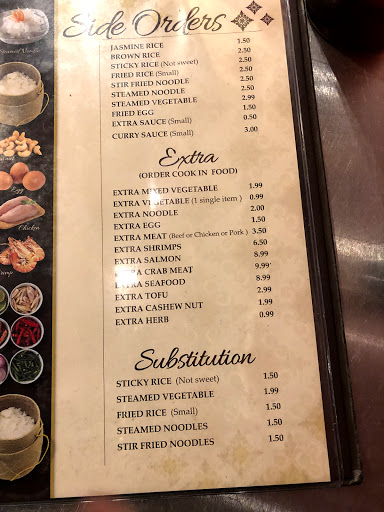 Side Orders
JASMINE RICE 1.50
BROWN RICE 2.50
STICKY RICE (Not sweet) 2.50
FRIED RICE (Small) 2.50
STIR FRIED NOODLE 2.50
STEAMED NOODLE 2.50
STEAMED VEGETABLE 2.99
FRIED EGG 1.50
EXTRA SAUCE (Small) 0.50
CURRY SAUCE (Small) 3.00
Extra
(ORDER COOK IN FOOD)
EXTRA MIXED VEGETABLE 1.99
EXTRA VEGETABLE (1 single item ) 0.99
EXTRA NOODLE 2.00
EXTRA EGG 1.50
EXTRA MEAT (Beef or Chicken or Pork ) 3.50
EXTRA SHRIMPS 6.50
EXTRA SALMON 8.99
EXTRA CRAB MEAT 9.99
EXTRA SEAFOOD 8.99
EXTRA TOFU 2.99
EXTRA CASHEW NUT 1.99
EXTRA HERB 0.99
Substitution
STICKY RICE (Not sweet) 1.50
STEAMED VEGETABLE 1.99
FRIED RICE (Small) 1.50
STEAMED NOODLES 1.50
STIR FRIED NOODLES 1.50
Egg
Chicken